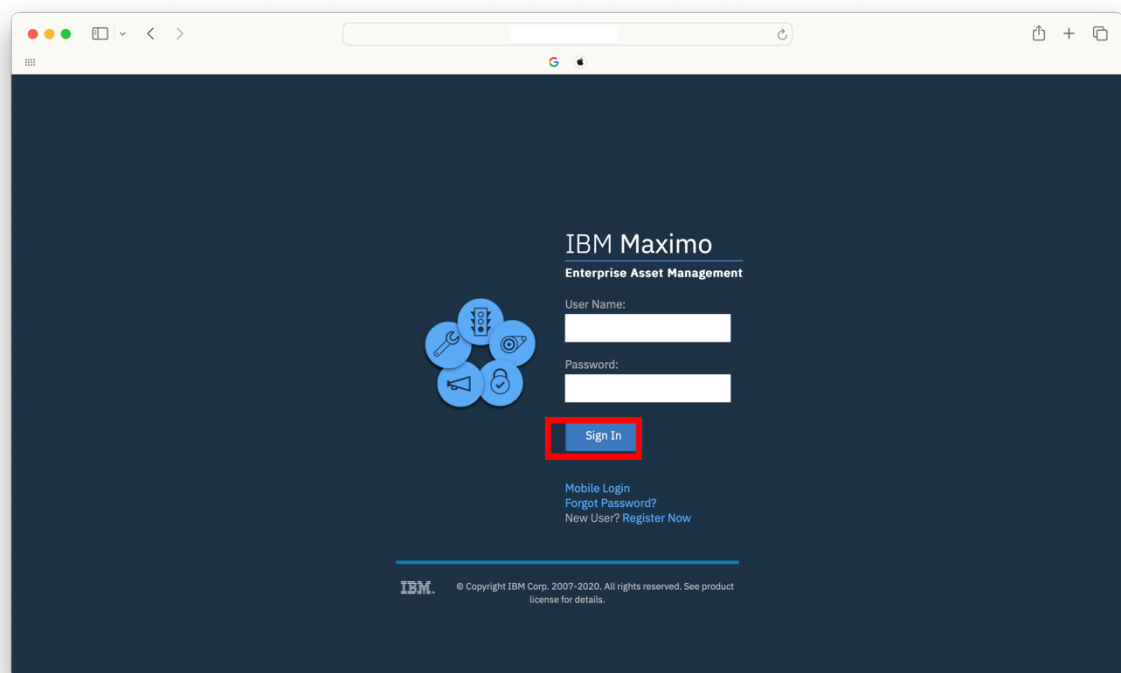 IBM Maximo
Enterprise Asset Management
User Name:
Password:
Sign In
Mobile Login
Forgot Password?
New User? Register Now
IBM.
© Copyright IBM Corp. 2007-2020. All rights reserved. See product
license for details.